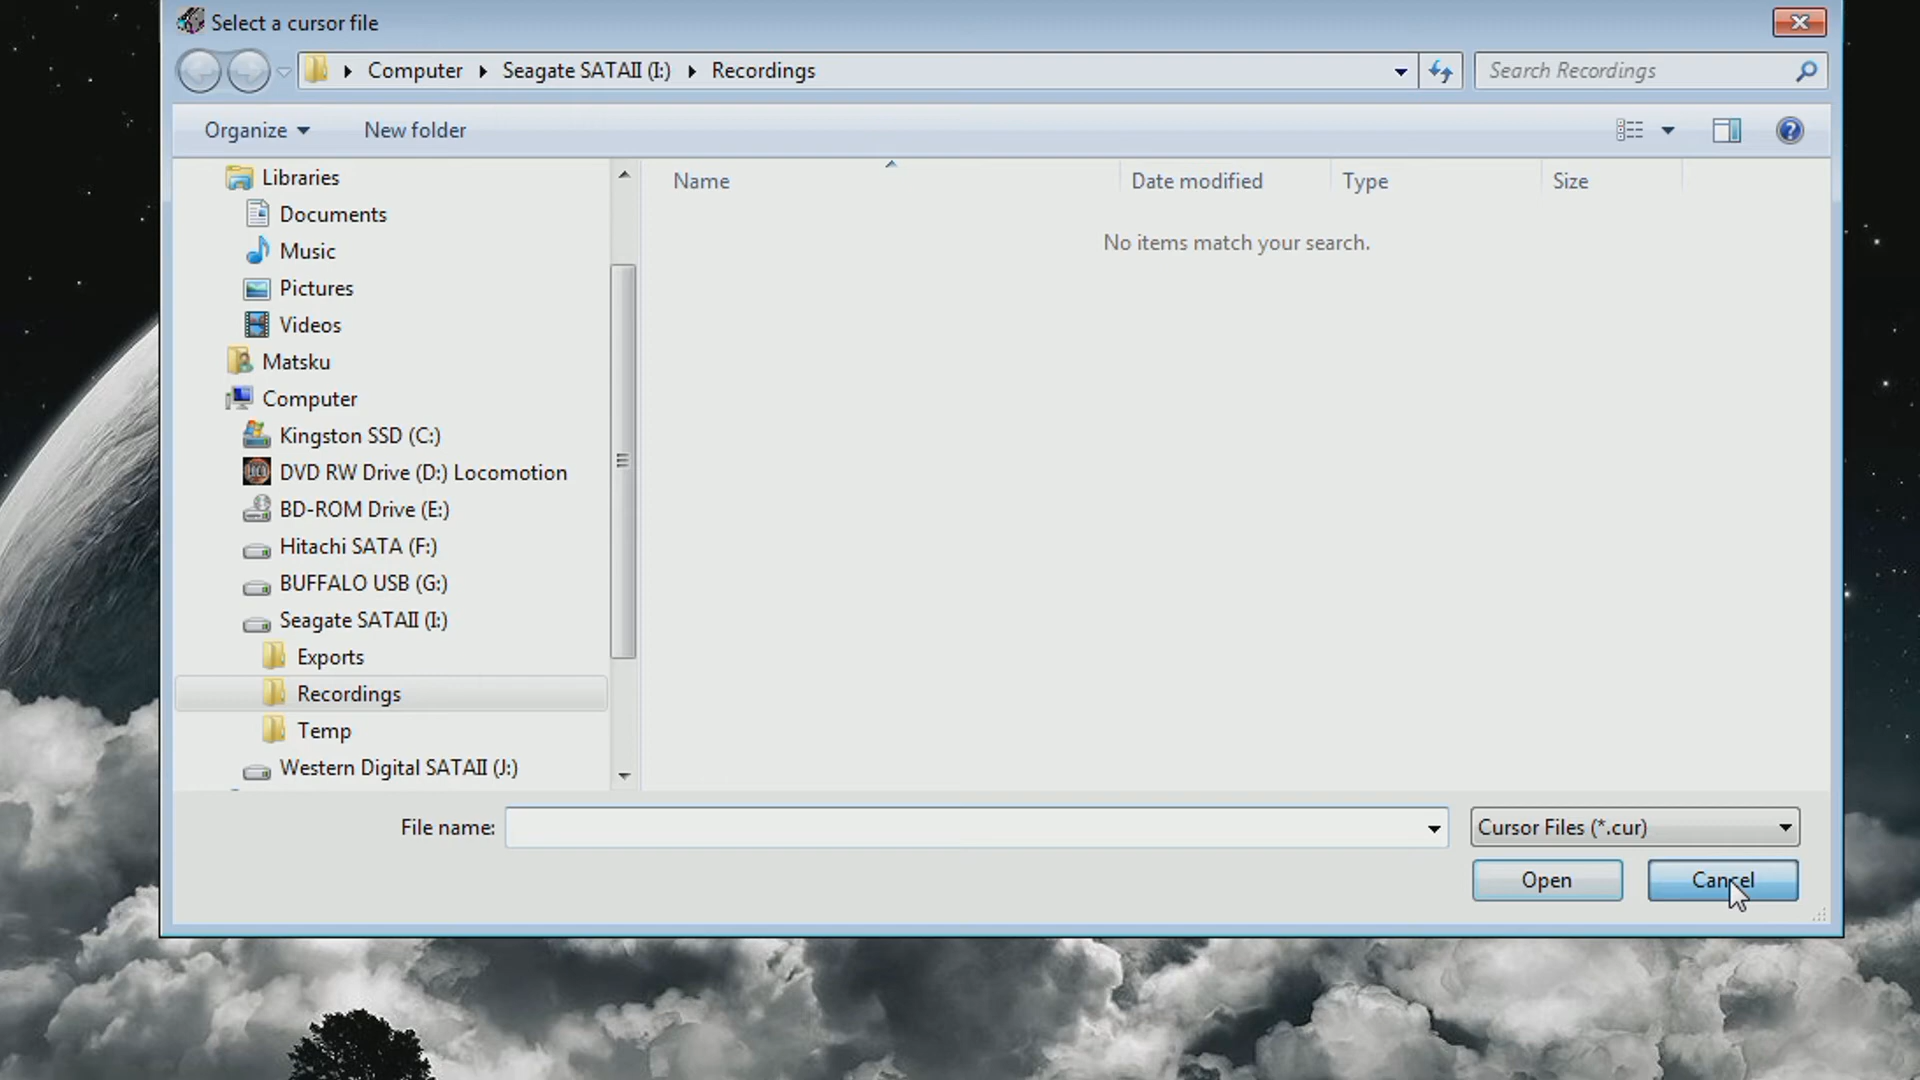 Select a cursor file
Computer Seagate SATAII (I:) Recordings
Search Recordings
Organize New folder
Name Date modified Type Size
No items match your search.
Libraries
Documents
Music
Pictures
Videos
Matsku
Computer
Kingston SSD (C:)
DVD RW Drive (D:) Locomotion
BD-ROM Drive (E:)
Hitachi SATA (F:)
BUFFALO USB (G:)
Seagate SATAII (I:)
Exports
Recordings
Temp
Western Digital SATAII (J:)
File name: Cursor Files (*.cur)
Open Cancel